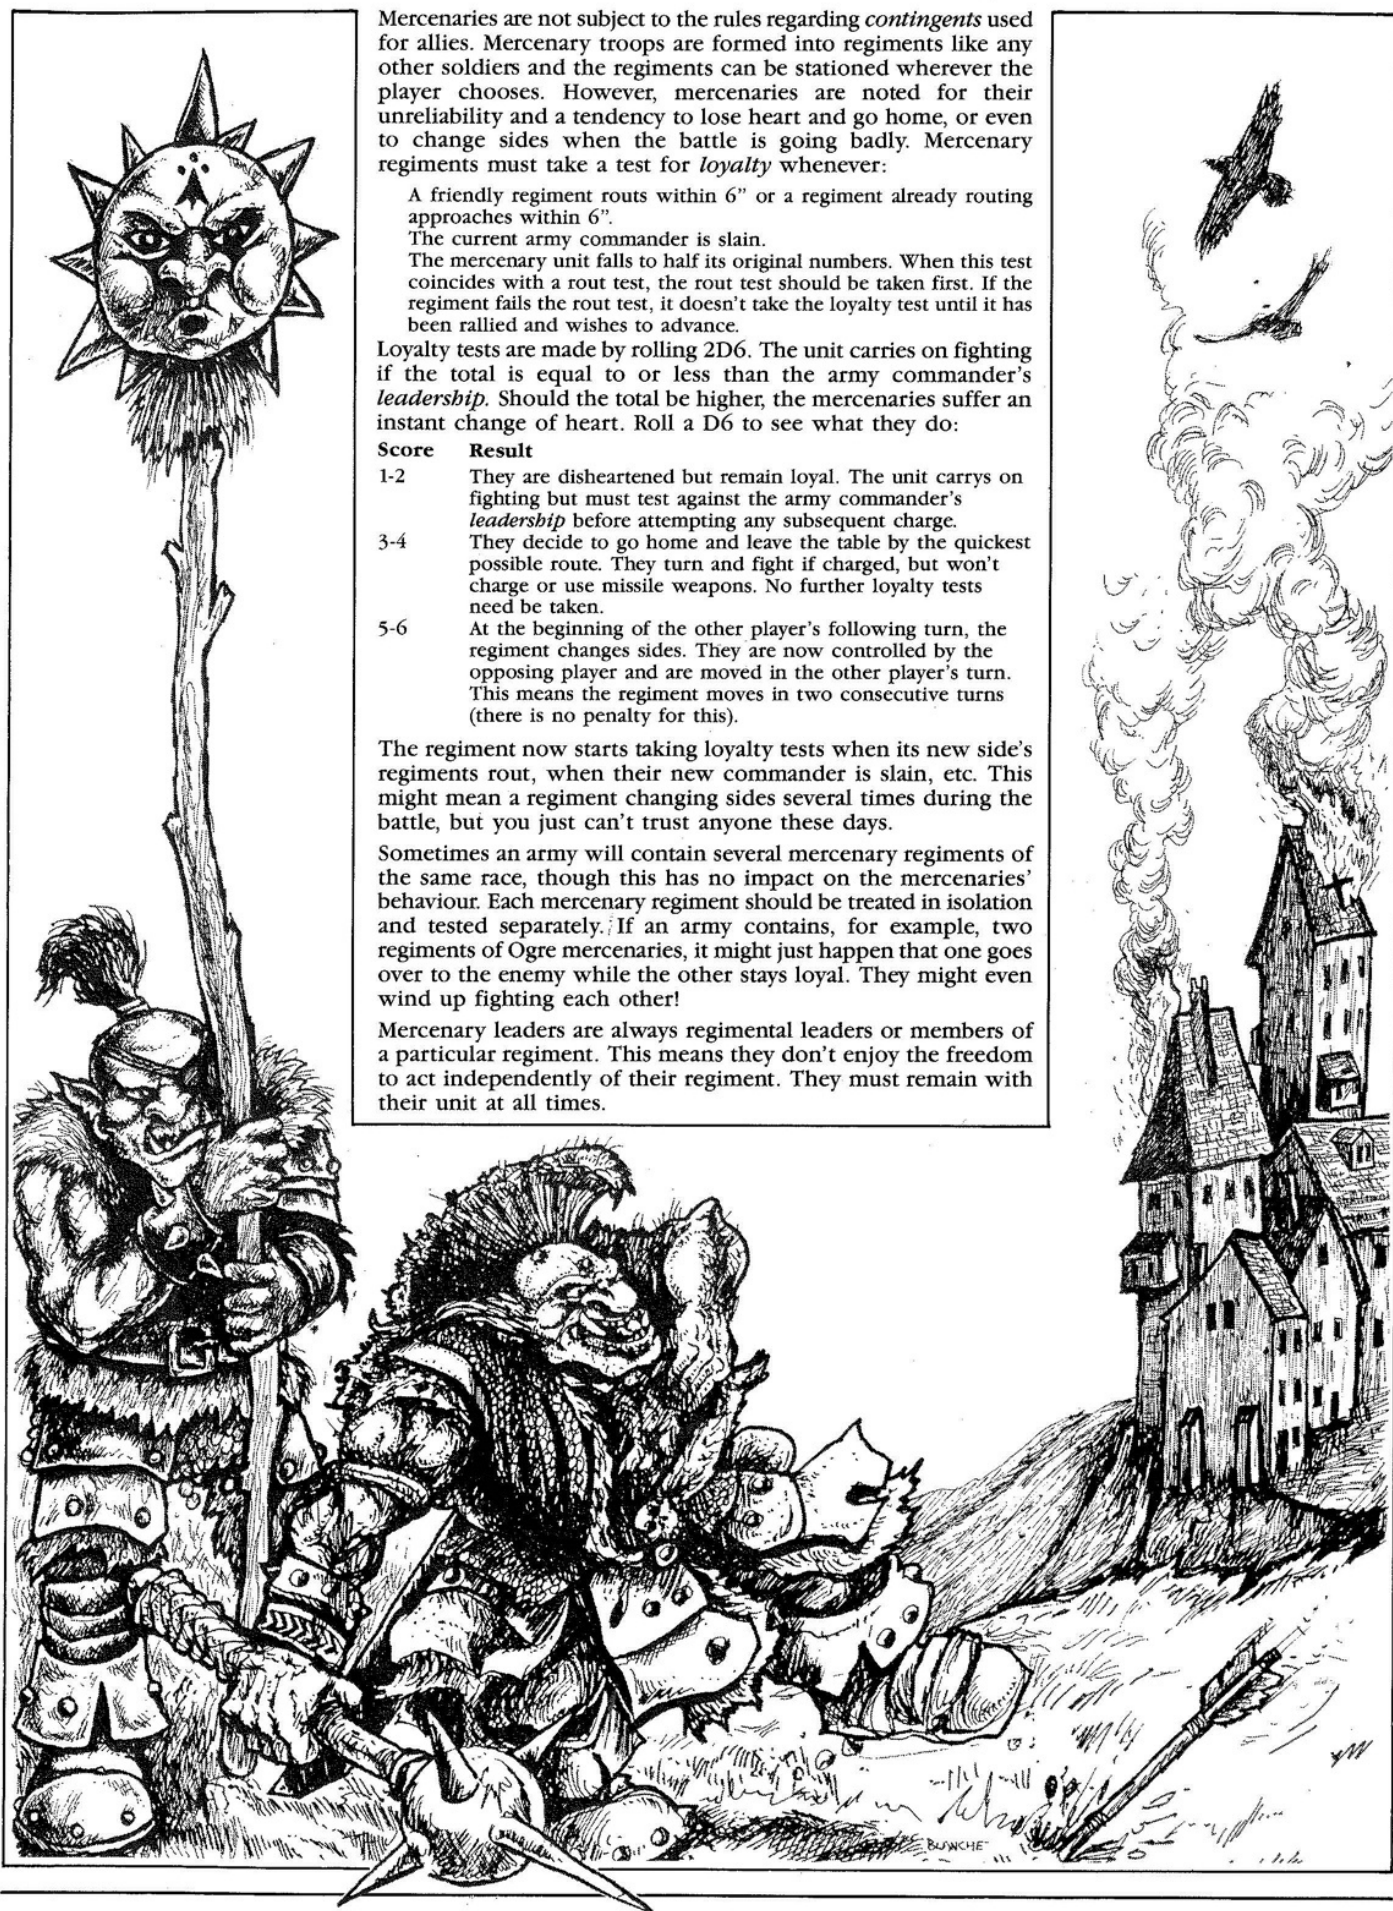 Mercenaries are not subject to the rules regarding contingents used
for allies. Mercenary troops are formed into regiments like any
other soldiers and the regiments can be stationed wherever the
player chooses. However, mercenaries are noted for their
unreliability and a tendency to lose heart and go home, or even
to change sides when the battle is going badly. Mercenary
regiments must take a test for loyalty whenever:
A friendly regiment routs within 6" or a regiment already routing
approaches within 6".
The current army commander is slain.
The mercenary unit falls to half its original numbers. When this test
coincides with a rout test, the rout test should be taken first. If the
regiment fails the rout test, it doesn't take the loyalty test until it has
been rallied and wishes to advance.
Loyalty tests are made by rolling 2D6. The unit carries on fighting
if the total is equal to or less than the army commander's
leadership. Should the total be higher, the mercenaries suffer an
instant change of heart. Roll a D6 to see what they do:
Score Result
1-2 They are disheartened but remain loyal. The unit carrys on
fighting but must test against the army commander's
leadership before attempting any subsequent charge.
3-4 They decide to go home and leave the table by the quickest
possible route. They turn and fight if charged, but won't
charge or use missile weapons. No further loyalty tests
need be taken.
5-6 At the beginning of the other player's following turn, the
regiment changes sides. They are now controlled by the
opposing player and are moved in the other player's turn.
This means the regiment moves in two consecutive turns
(there is no penalty for this).
The regiment now starts taking loyalty tests when its new side's
regiments rout, when their new commander is slain, etc. This
might mean a regiment changing sides several times during the
battle, but you just can't trust anyone these days.
Sometimes an army will contain several mercenary regiments of
the same race, though this has no impact on the mercenaries'
behaviour. Each mercenary regiment should be treated in isolation
and tested separately. If an army contains, for example, two
regiments of Ogre mercenaries, it might just happen that one goes
over to the enemy while the other stays loyal. They might even
wind up fighting each other!
Mercenary leaders are always regimental leaders or members of
a particular regiment. This means they don't enjoy the freedom
to act independently of their regiment. They must remain with
their unit at all times.
BLANCHE